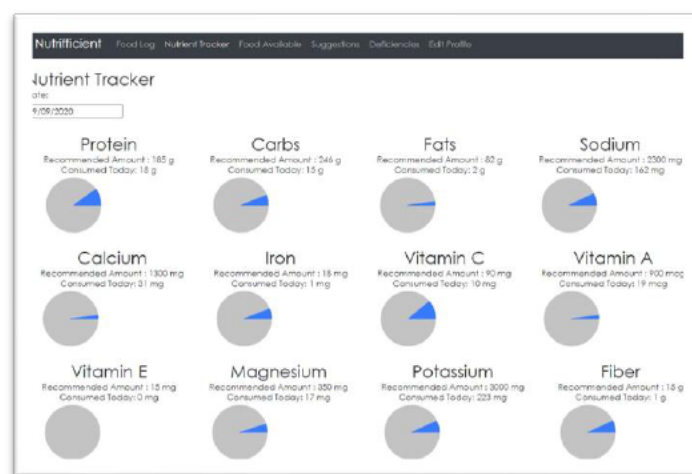 Nutrifficient Food Log Nutrient Tracker Food Available Suggestions Deficiencies Edit Profile
Nutrient Tracker
ate:
9/09/2020
Protein
Recommended Amount : 185 g
Consumed Today: 18 g
Carbs
Recommended Amount : 246 g
Consumed Today: 15 g
Fats
Recommended Amount : 82 g
Consumed Today: 2 g
Sodium
Recommended Amount : 2300 mg
Consumed Today: 162 mg
Calcium
Recommended Amount : 1300 mg
Consumed Today: 31 mg
Iron
Recommended Amount : 18 mg
Consumed Today: 1 mg
Vitamin C
Recommended Amount : 90 mg
Consumed Today: 10 mg
Vitamin A
Recommended Amount : 900 mcg
Consumed Today: 19 mcg
Vitamin E
Recommended Amount : 15 mg
Consumed Today: 0 mg
Magnesium
Recommended Amount : 350 mg
Consumed Today: 17 mg
Potassium
Recommended Amount : 3000 mg
Consumed Today: 223 mg
Fiber
Recommended Amount : 15 g
Consumed Today: 1 g